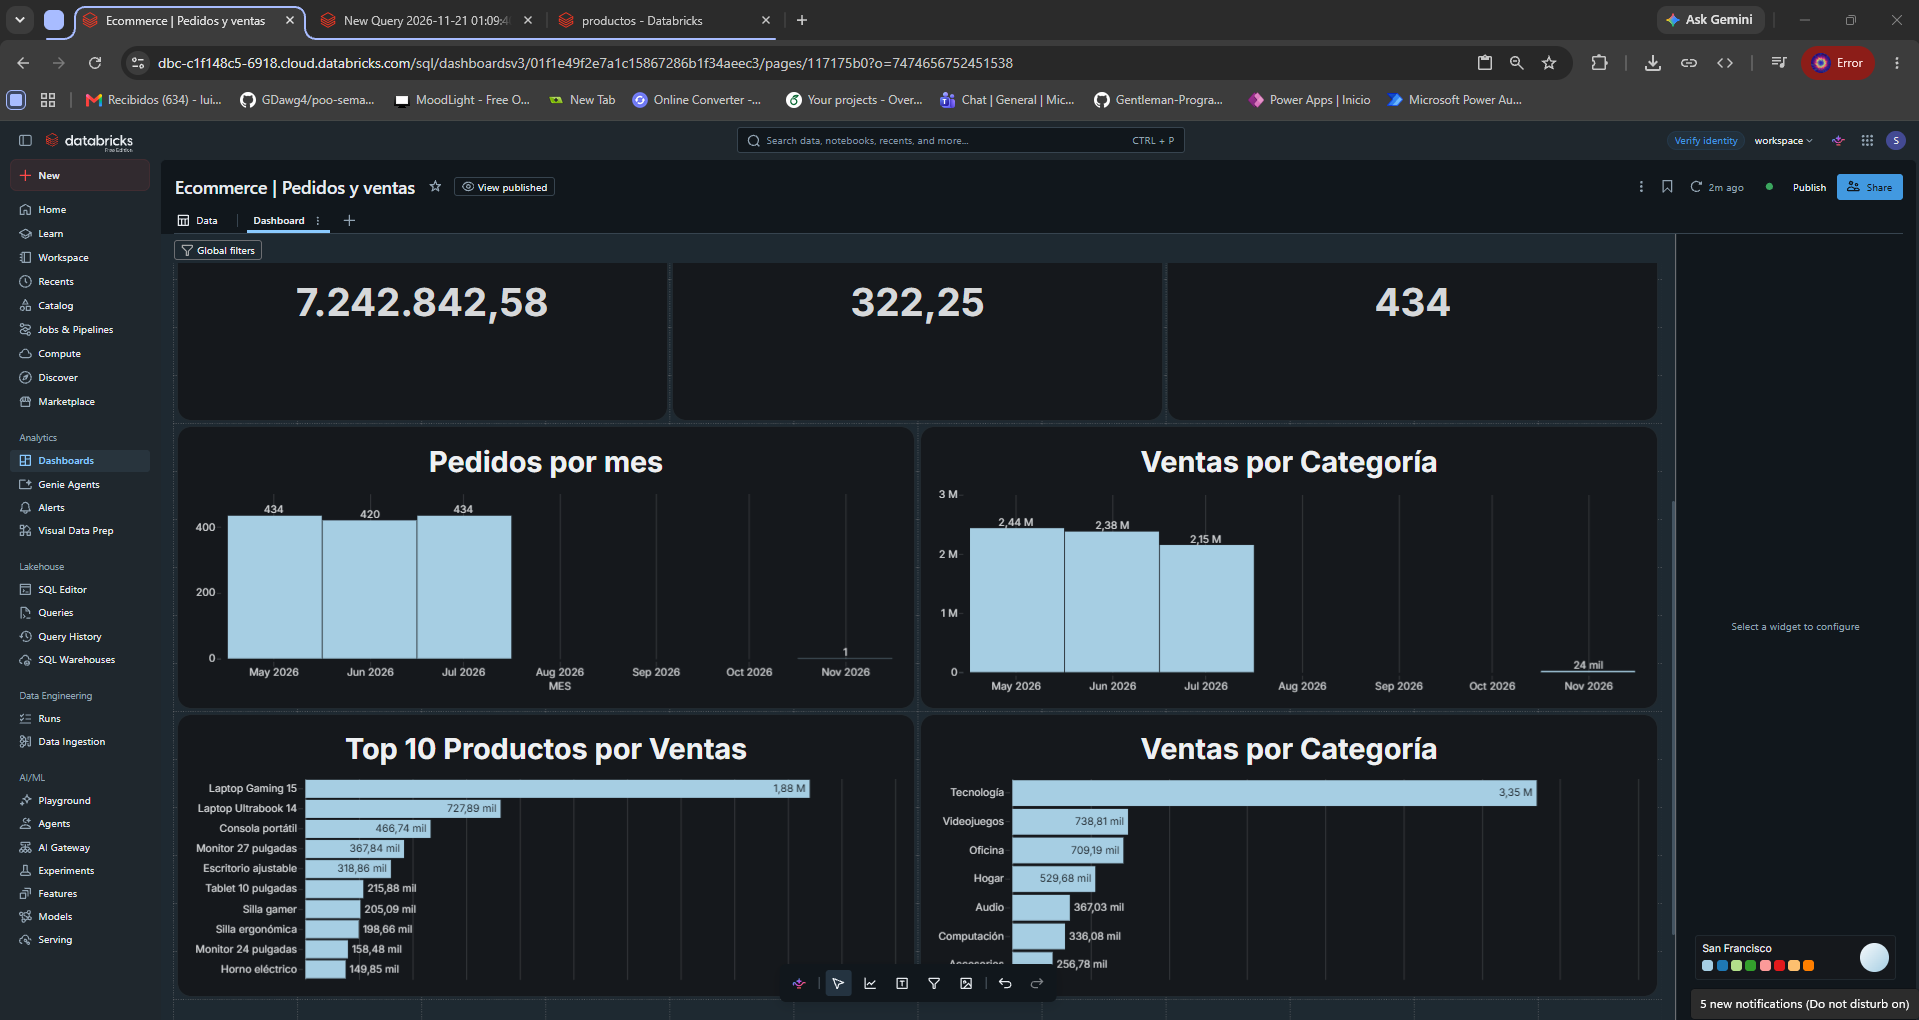 Ecommerce | Pedidos y ventas
New Query 2026-11-21 01:09:4
productos - Databricks
Ask Gemini
dbc-c1f148c5-6918.cloud.databricks.com/sql/dashboardsv3/01f1e49f2e7a1c15867286b1f34aeec3/pages/117175b0?o=7474656752451538
Error
Recibidos (634) - lui...
GDawg4/poo-sema...
MoodLight - Free O...
New Tab
Online Converter -...
Your projects - Over...
Chat | General | Mic...
Gentleman-Progra...
Power Apps | Inicio
Microsoft Power Au...
databricks
Free Edition
Search data, notebooks, recents, and more...
CTRL + P
Verify identity
workspace
S
New
Home
Learn
Workspace
Recents
Catalog
Jobs & Pipelines
Compute
Discover
Marketplace
Analytics
Dashboards
Genie Agents
Alerts
Visual Data Prep
Lakehouse
SQL Editor
Queries
Query History
SQL Warehouses
Data Engineering
Runs
Data Ingestion
AI/ML
Playground
Agents
AI Gateway
Experiments
Features
Models
Serving
Ecommerce | Pedidos y ventas
View published
2m ago
Publish
Share
Data
Dashboard
Global filters
7.242.842,58
322,25
434
Pedidos por mes
400
200
0
434
420
434
1
May 2026
Jun 2026
Jul 2026
Aug 2026
Sep 2026
Oct 2026
Nov 2026
MES
Ventas por Categoría
3 M
2 M
1 M
0
2,44 M
2,38 M
2,15 M
24 mil
May 2026
Jun 2026
Jul 2026
Aug 2026
Sep 2026
Oct 2026
Nov 2026
Top 10 Productos por Ventas
Laptop Gaming 15 1,88 M
Laptop Ultrabook 14 727,89 mil
Consola portátil 466,74 mil
Monitor 27 pulgadas 367,84 mil
Escritorio ajustable 318,86 mil
Tablet 10 pulgadas 215,88 mil
Silla gamer 205,09 mil
Silla ergonómica 198,66 mil
Monitor 24 pulgadas 158,48 mil
Horno eléctrico 149,85 mil
Ventas por Categoría
Tecnología 3,35 M
Videojuegos 738,81 mil
Oficina 709,19 mil
Hogar 529,68 mil
Audio 367,03 mil
Computación 336,08 mil
Accesorios 256,78 mil
Select a widget to configure
San Francisco
5 new notifications (Do not disturb on)